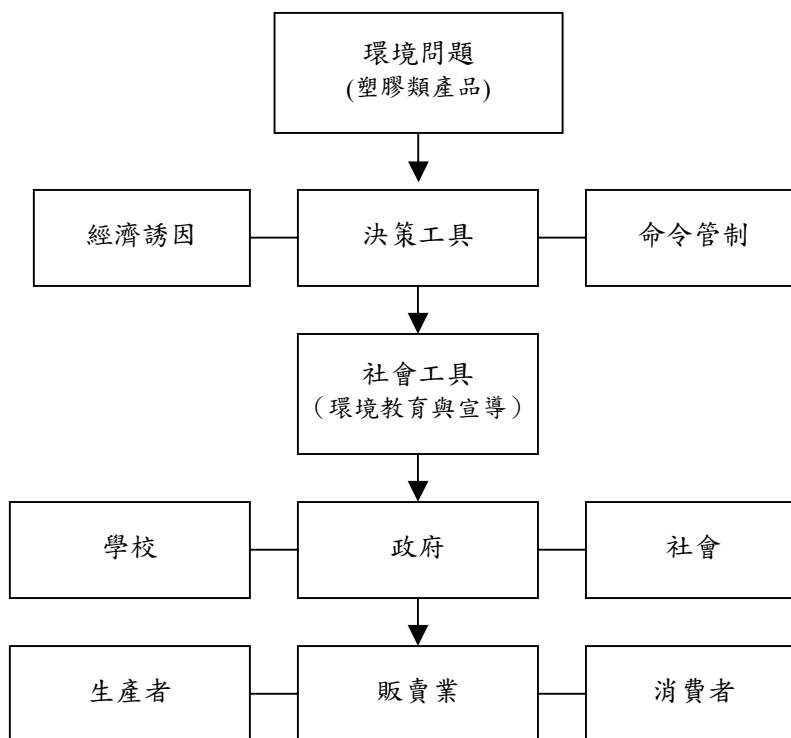 環境問題
(塑膠類產品)
經濟誘因
決策工具
命令管制
社會工具
（環境教育與宣導）
學校
政府
社會
生產者
販賣業
消費者